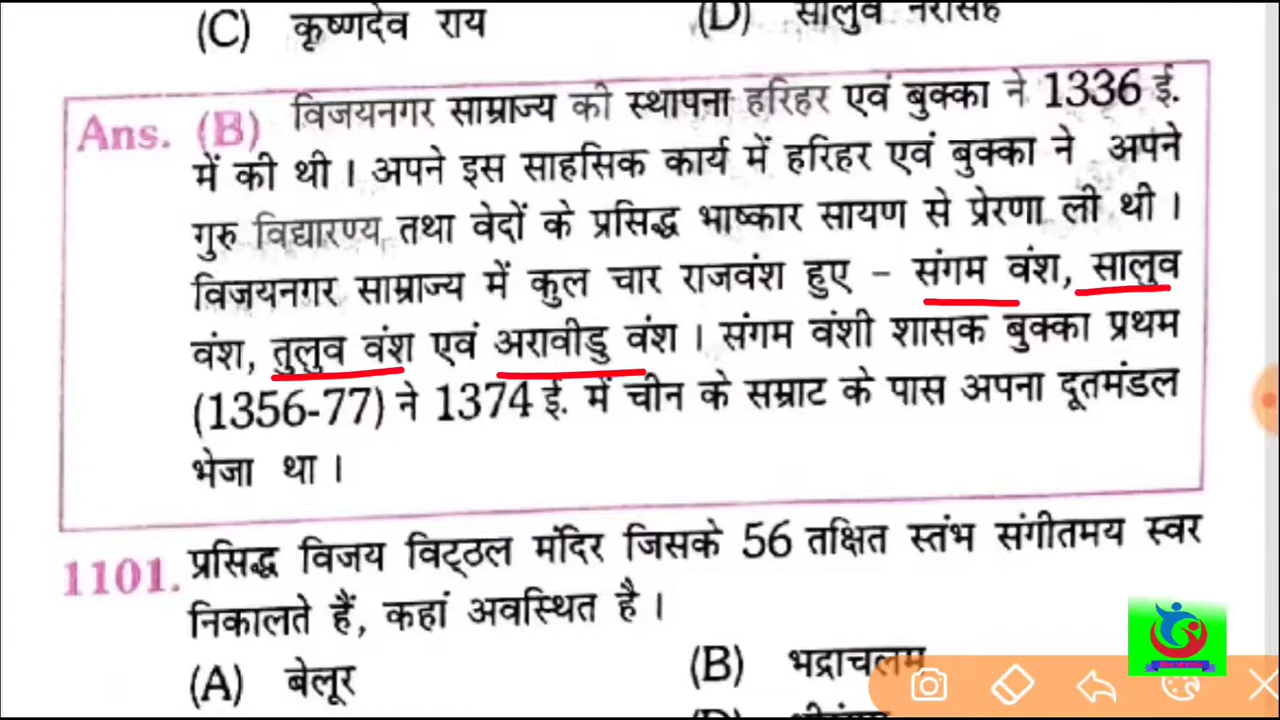 (C) कृष्णदेव राय (D) सालुव नरसिंह
Ans. (B) विजयनगर साम्राज्य की स्थापना हरिहर एवं बुक्का ने 1336 ई.
में की थी। अपने इस साहसिक कार्य में हरिहर एवं बुक्का ने अपने
गुरु विद्यारण्य तथा वेदों के प्रसिद्ध भाष्कार सायण से प्रेरणा ली थी।
विजयनगर साम्राज्य में कुल चार राजवंश हुए – संगम वंश, सालुव
वंश, तुलुव वंश एवं अरावीडु वंश। संगम वंशी शासक बुक्का प्रथम
(1356-77) ने 1374 ई. में चीन के सम्राट के पास अपना दूतमंडल
भेजा था।
1101. प्रसिद्ध विजय विट्ठल मंदिर जिसके 56 तक्षित स्तंभ संगीतमय स्वर
निकालते हैं, कहां अवस्थित है।
(A) बेलूर (B) भद्राचलम
(D)